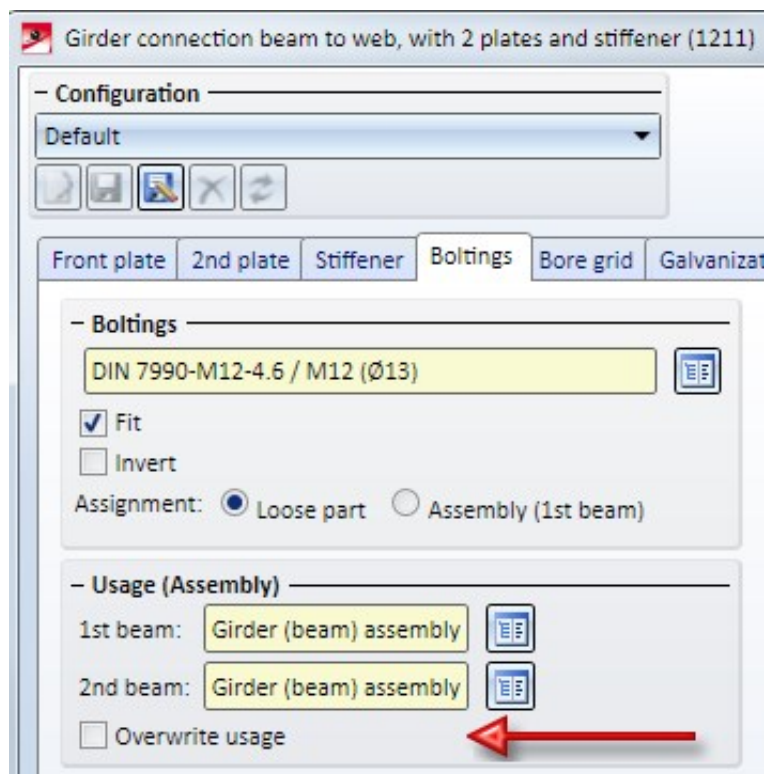 Girder connection beam to web, with 2 plates and stiffener (1211)
Configuration
Default
Front plate 2nd plate Stiffener Boltings Bore grid Galvanizat
Boltings
DIN 7990-M12-4.6 / M12 (Ø13)
Fit
Invert
Assignment: Loose part Assembly (1st beam)
Usage (Assembly)
1st beam: Girder (beam) assembly
2nd beam: Girder (beam) assembly
Overwrite usage